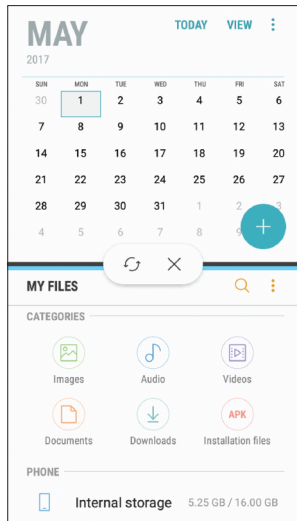 MAY TODAY VIEW
2017
SUN MON TUE WED THU FRI SAT
30 1 2 3 4 5 6
7 8 9 10 11 12 13
14 15 16 17 18 19 20
21 22 23 24 25 26 27
28 29 30 31 1 2 3
4 5 6 7 8 9
MY FILES
CATEGORIES
Images Audio Videos
APK
Documents Downloads Installation files
PHONE
Internal storage 5.25 GB / 16.00 GB